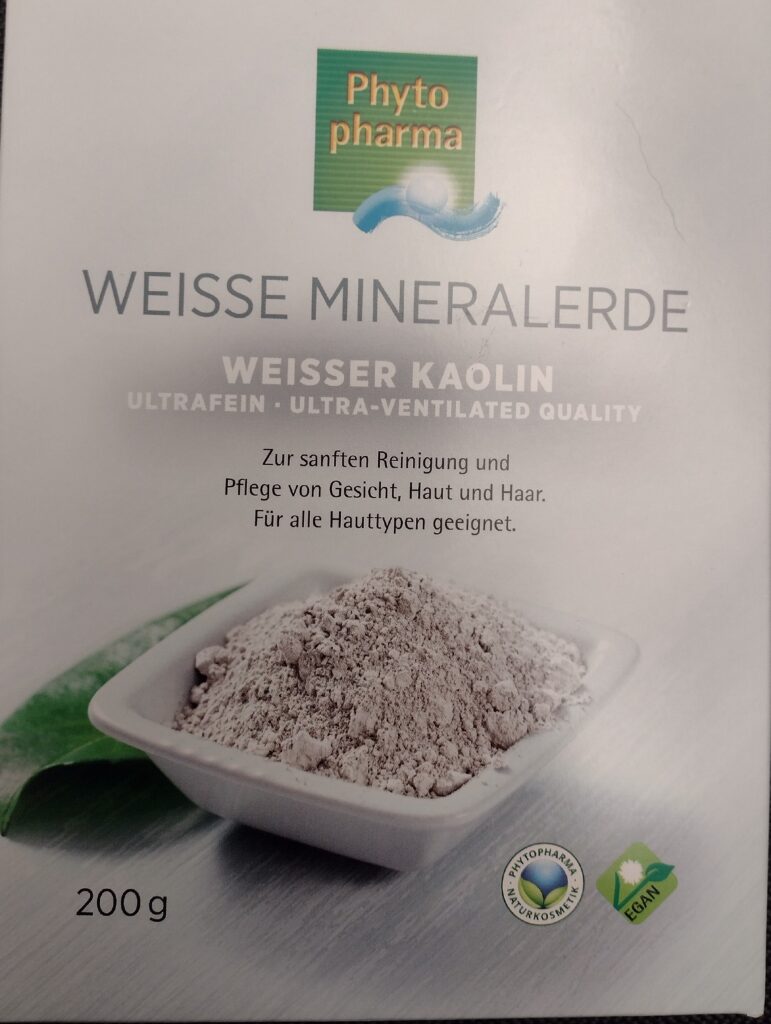 Phyto
pharma
WEISSE MINERALERDE
WEISSER KAOLIN
ULTRAFEIN · ULTRA-VENTILATED QUALITY
Zur sanften Reinigung und
Pflege von Gesicht, Haut und Haar.
Für alle Hauttypen geeignet.
200 g
PHYTOPHARMA · NATURKOSMETIK ·
VEGAN